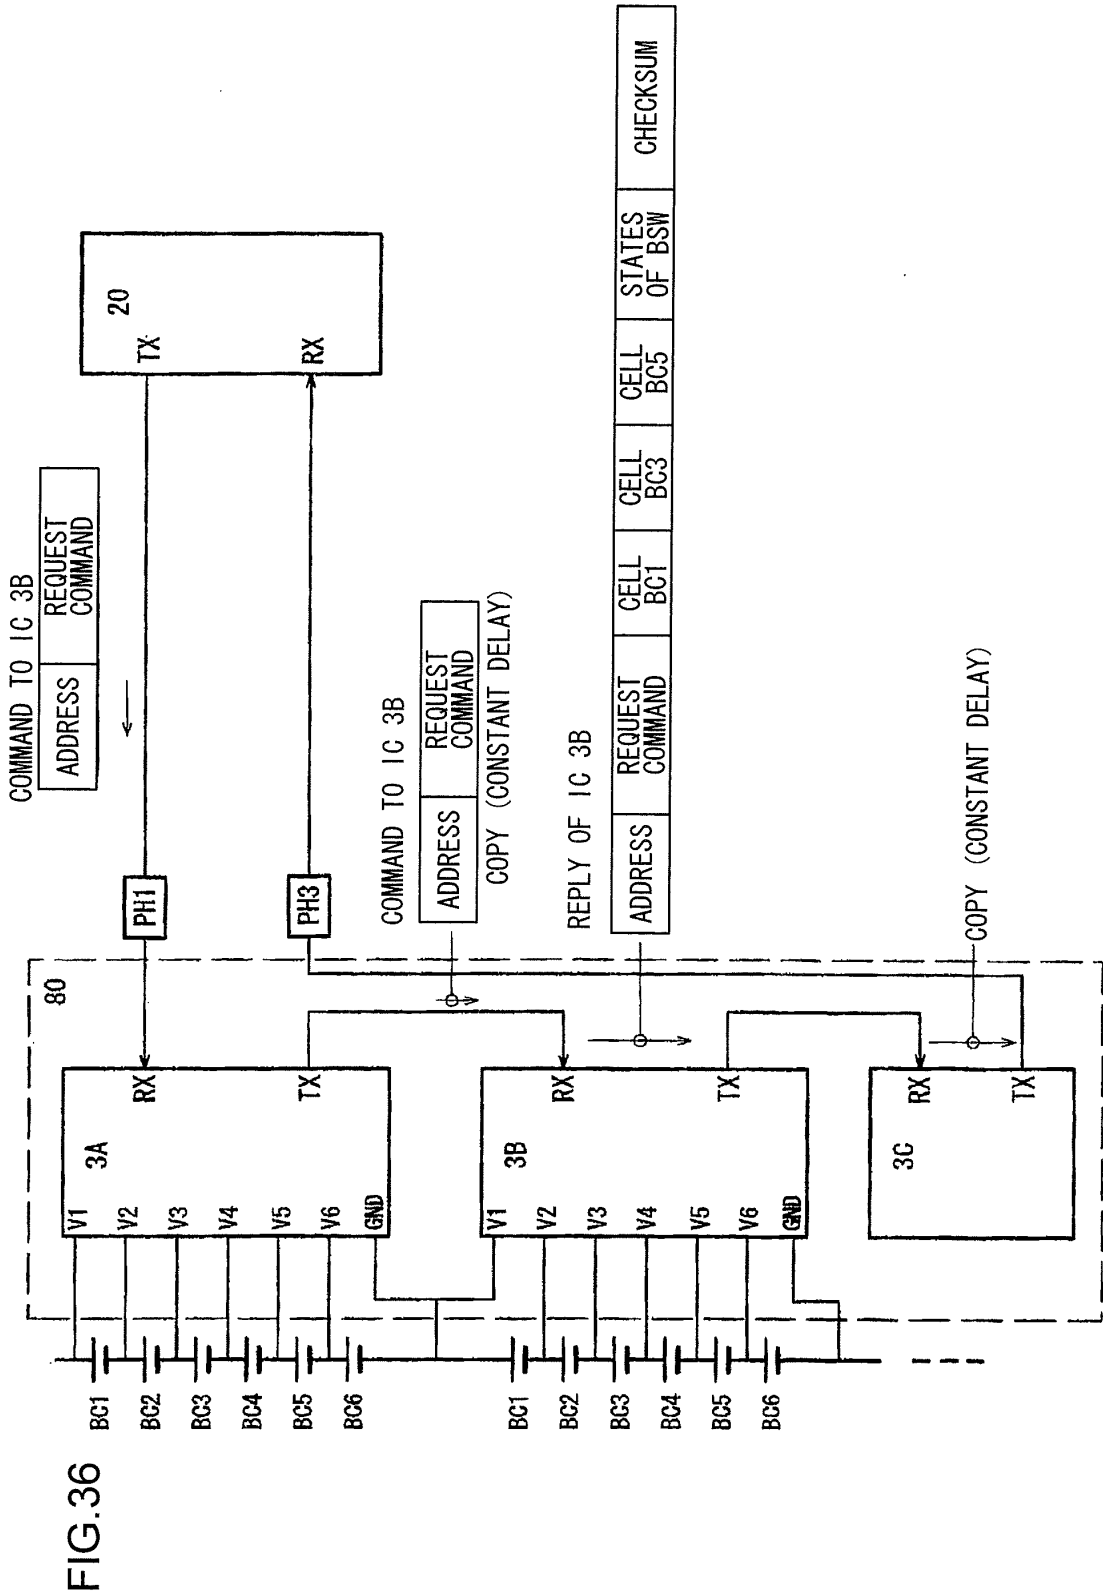 FIG.36
80
20
TX
RX
COMMAND TO IC 3B
ADDRESS
REQUEST
COMMAND
PH1
PH3
3A
RX
TX
V1
V2
V3
V4
V5
V6
GND
BC1
BC2
BC3
BC4
BC5
BC6
COMMAND TO IC 3B
ADDRESS
REQUEST
COMMAND
COPY (CONSTANT DELAY)
3B
RX
TX
V1
V2
V3
V4
V5
V6
GND
BC1
BC2
BC3
BC4
BC5
BC6
REPLY OF IC 3B
ADDRESS
REQUEST
COMMAND
CELL
BC1
CELL
BC3
CELL
BC5
STATES
OF BSW
CHECKSUM
3C
RX
TX
COPY (CONSTANT DELAY)